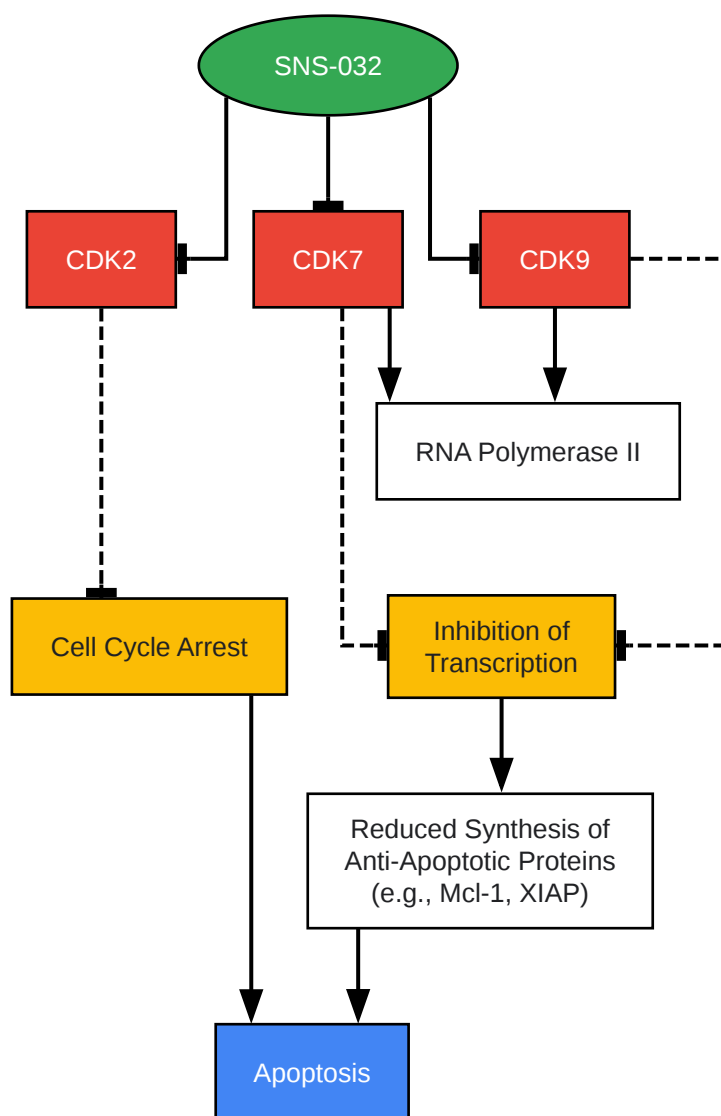 SNS-032
CDK2
CDK7
CDK9
RNA Polymerase II
Cell Cycle Arrest
Inhibition of
Transcription
Reduced Synthesis of
Anti-Apoptotic Proteins
(e.g., Mcl-1, XIAP)
Apoptosis